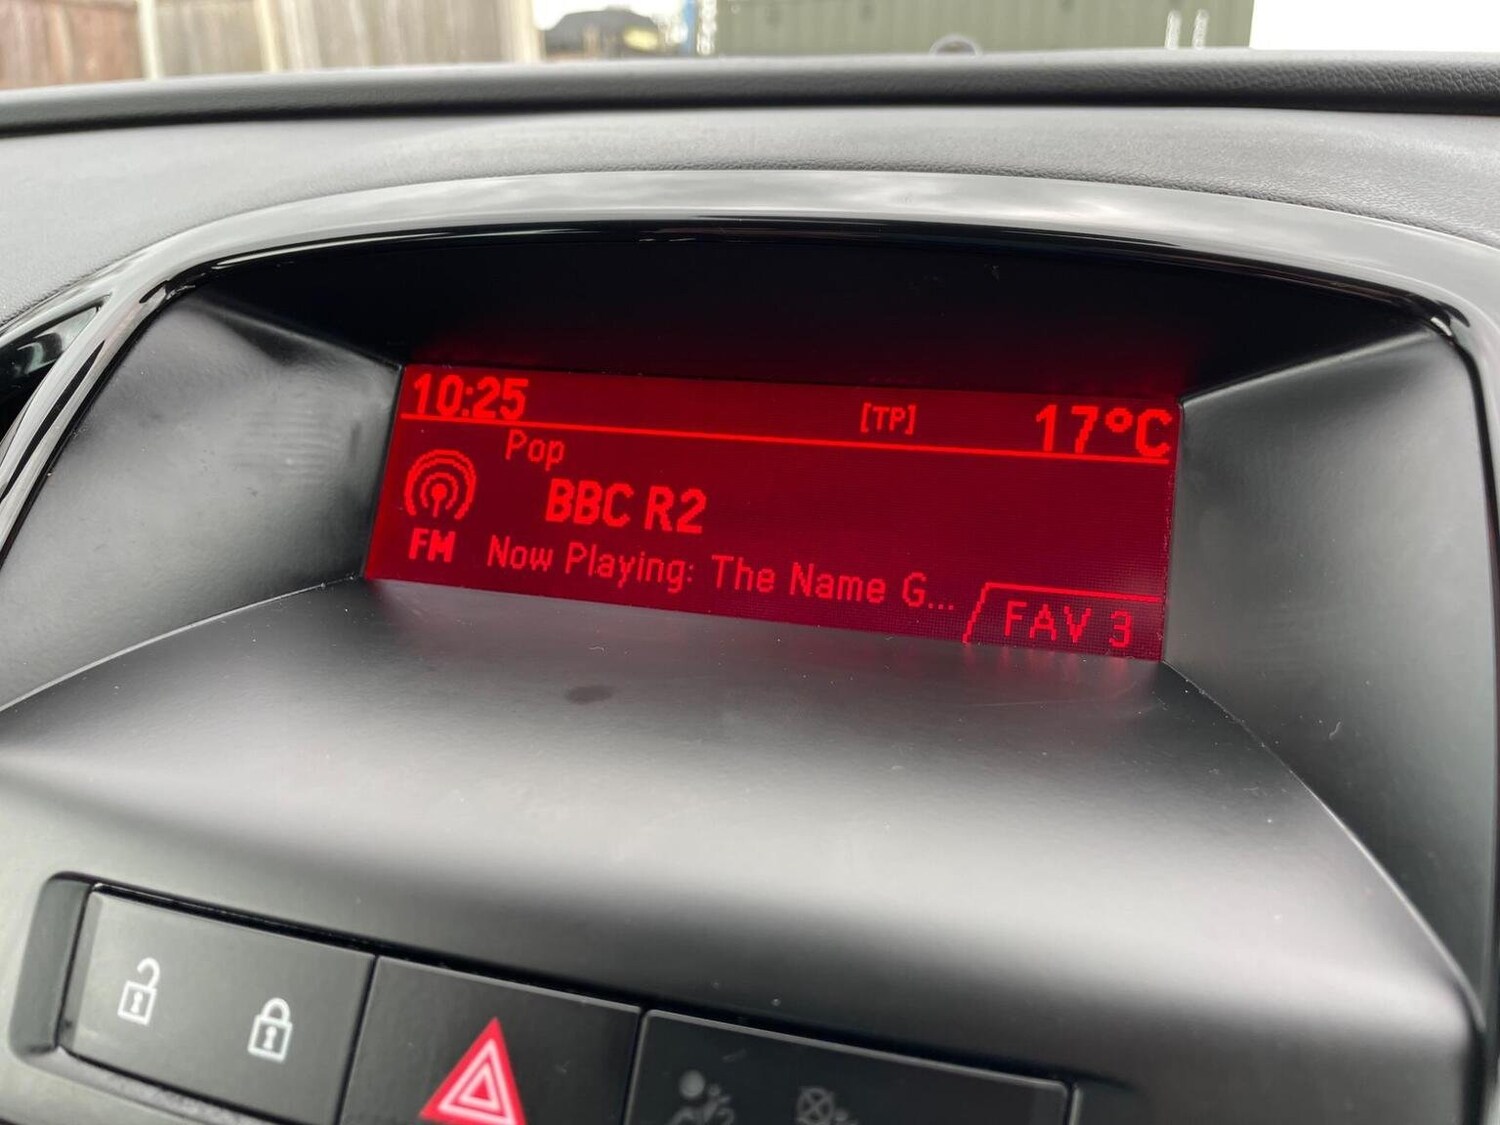 10:25 [TP] 17°C
Pop
BBC R2
FM Now Playing: The Name G...
FAV 3